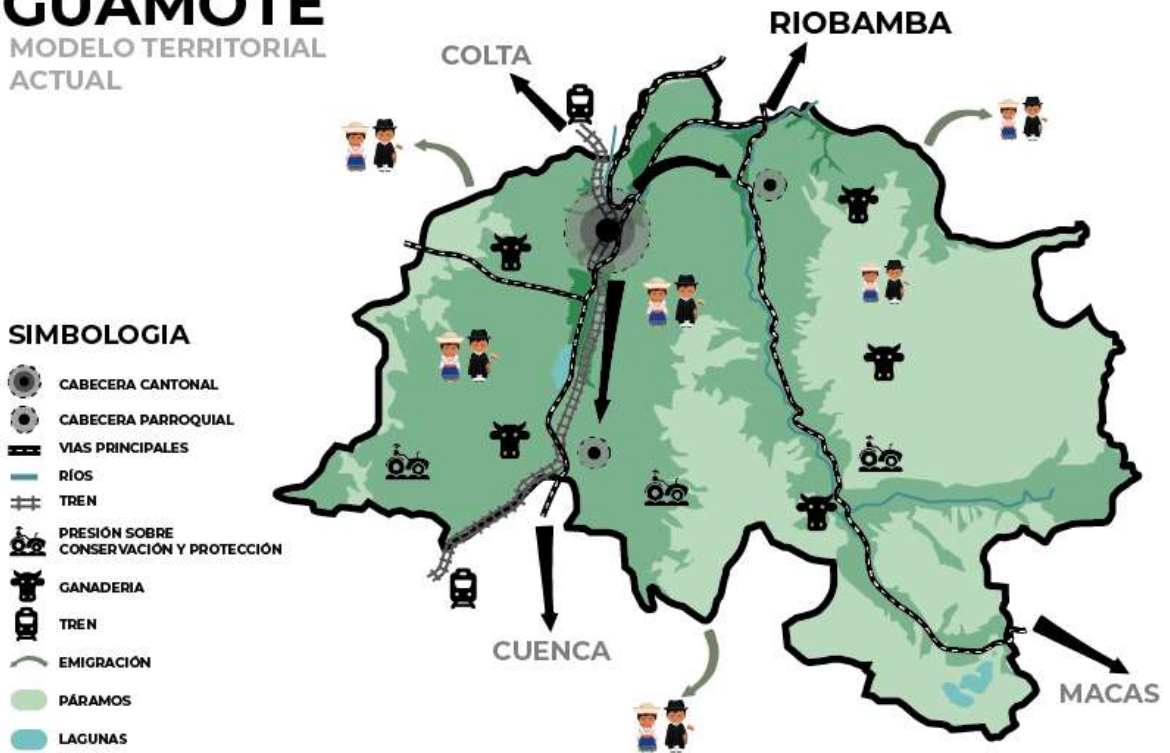 GUAMOTE
MODELO TERRITORIAL
ACTUAL
COLTA
RIOBAMBA
SIMBOLOGIA
CABECERA CANTONAL
CABECERA PARROQUIAL
VIAS PRINCIPALES
RÍOS
TREN
PRESIÓN SOBRE
CONSERVACIÓN Y PROTECCIÓN
GANADERIA
TREN
EMIGRACIÓN
PÁRAMOS
LAGUNAS
CUENCA
MACAS